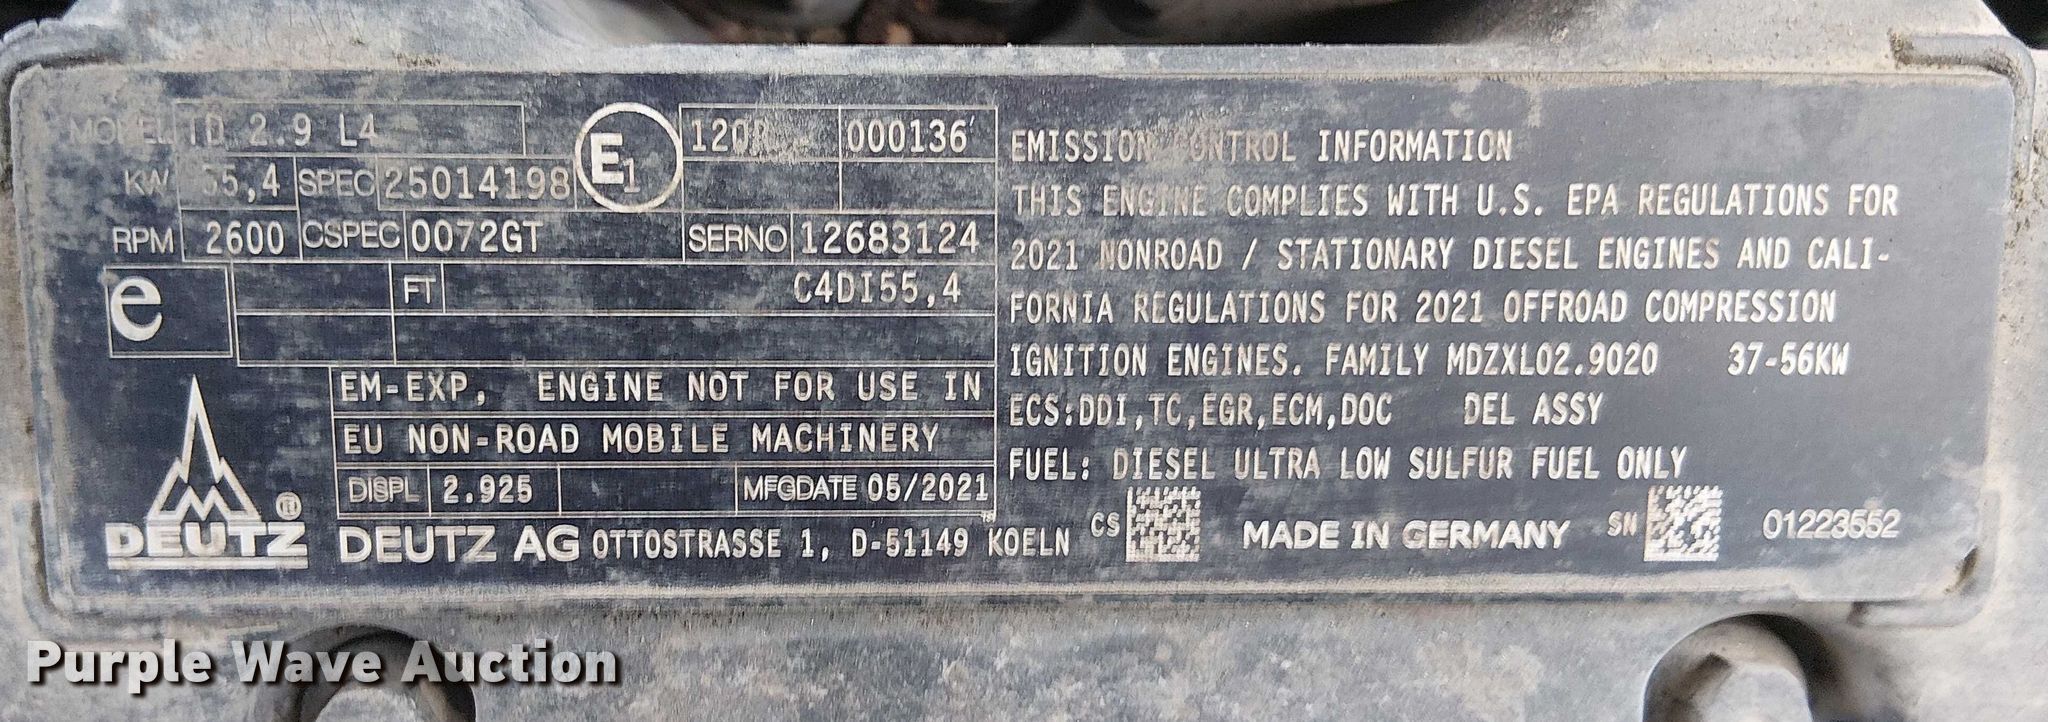 MODEL TD 2.9 L4
E1 120R 000136
KW 55,4 SPEC 25014198
RPM 2600 CSPEC 0072GT SERNO 12683124
e FT C4DI55,4
EM-EXP, ENGINE NOT FOR USE IN
EU NON-ROAD MOBILE MACHINERY
DISPL 2.925 MFGDATE 05/2021
DEUTZ ®
DEUTZ AG OTTOSTRASSE 1, D-51149 KOELN
EMISSION CONTROL INFORMATION
THIS ENGINE COMPLIES WITH U.S. EPA REGULATIONS FOR
2021 NONROAD / STATIONARY DIESEL ENGINES AND CALI-
FORNIA REGULATIONS FOR 2021 OFFROAD COMPRESSION
IGNITION ENGINES. FAMILY MDZXL02.9020 37-56KW
ECS:DDI,TC,EGR,ECM,DOC DEL ASSY
FUEL: DIESEL ULTRA LOW SULFUR FUEL ONLY
CS MADE IN GERMANY SN 01223552
Purple Wave Auction